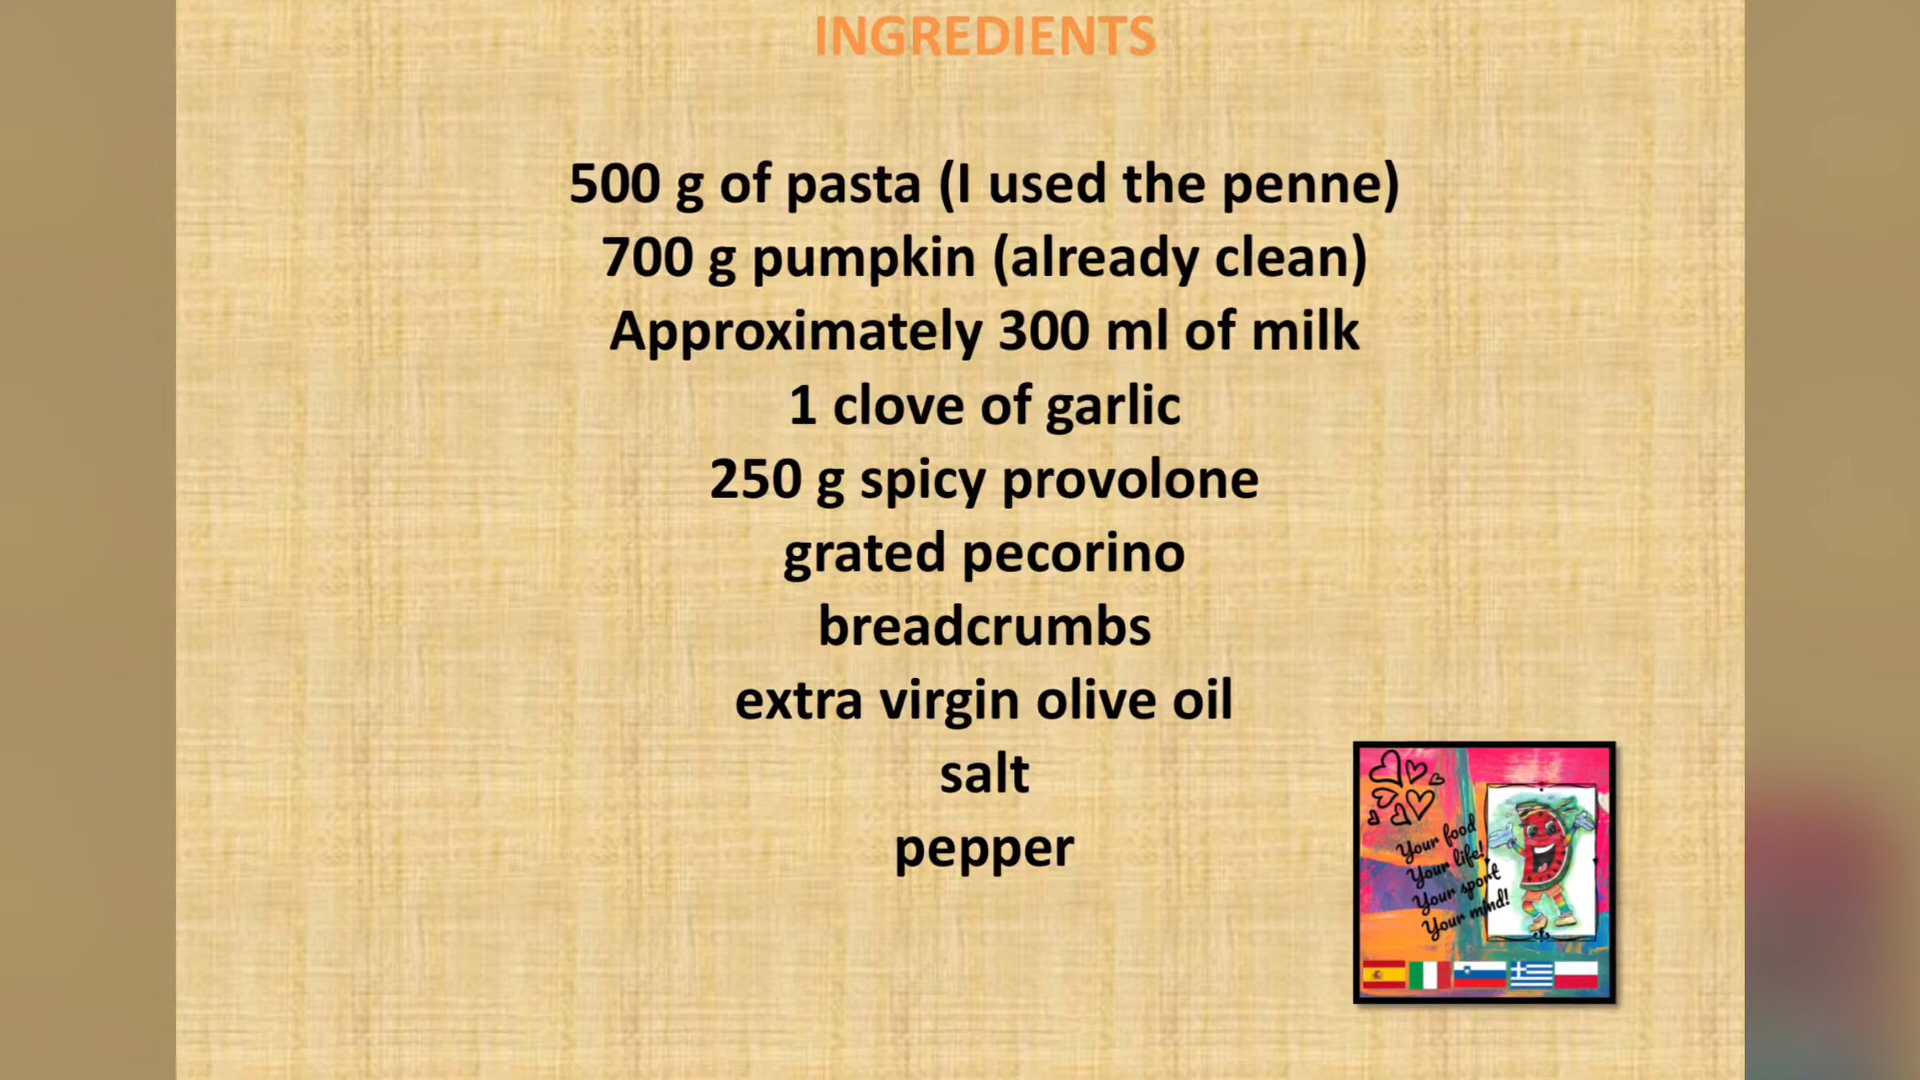 INGREDIENTS
500 g of pasta (I used the penne)
700 g pumpkin (already clean)
Approximately 300 ml of milk
1 clove of garlic
250 g spicy provolone
grated pecorino
breadcrumbs
extra virgin olive oil
salt
pepper
Your food
Your life!
Your sport
Your mind!